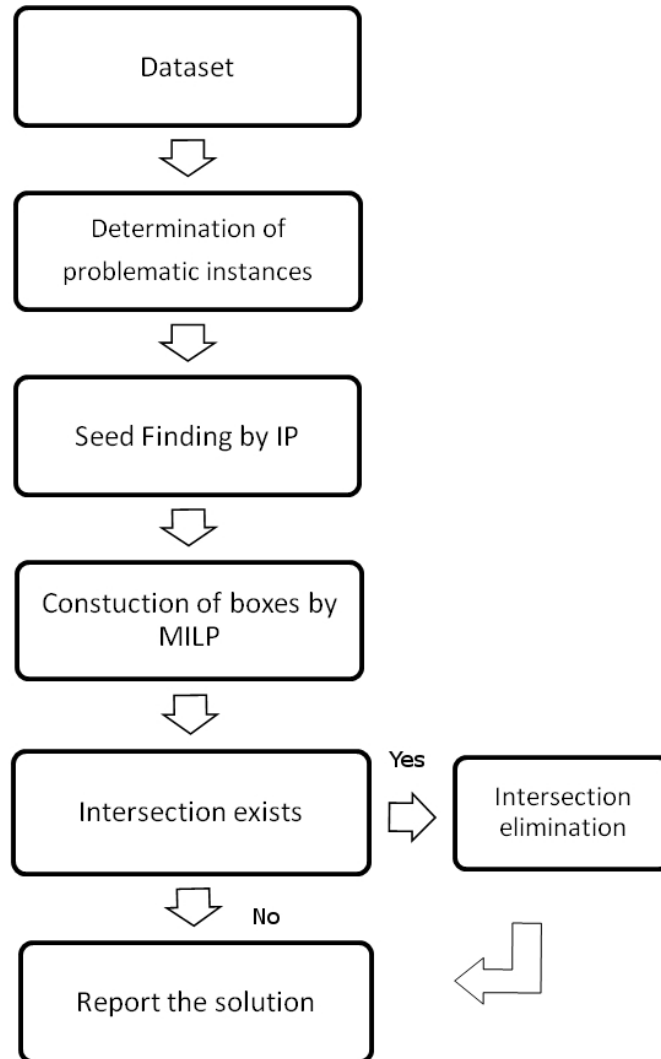 Dataset
Determination of
problematic instances
Seed Finding by IP
Constuction of boxes by
MILP
Intersection exists
Yes
Intersection
elimination
No
Report the solution